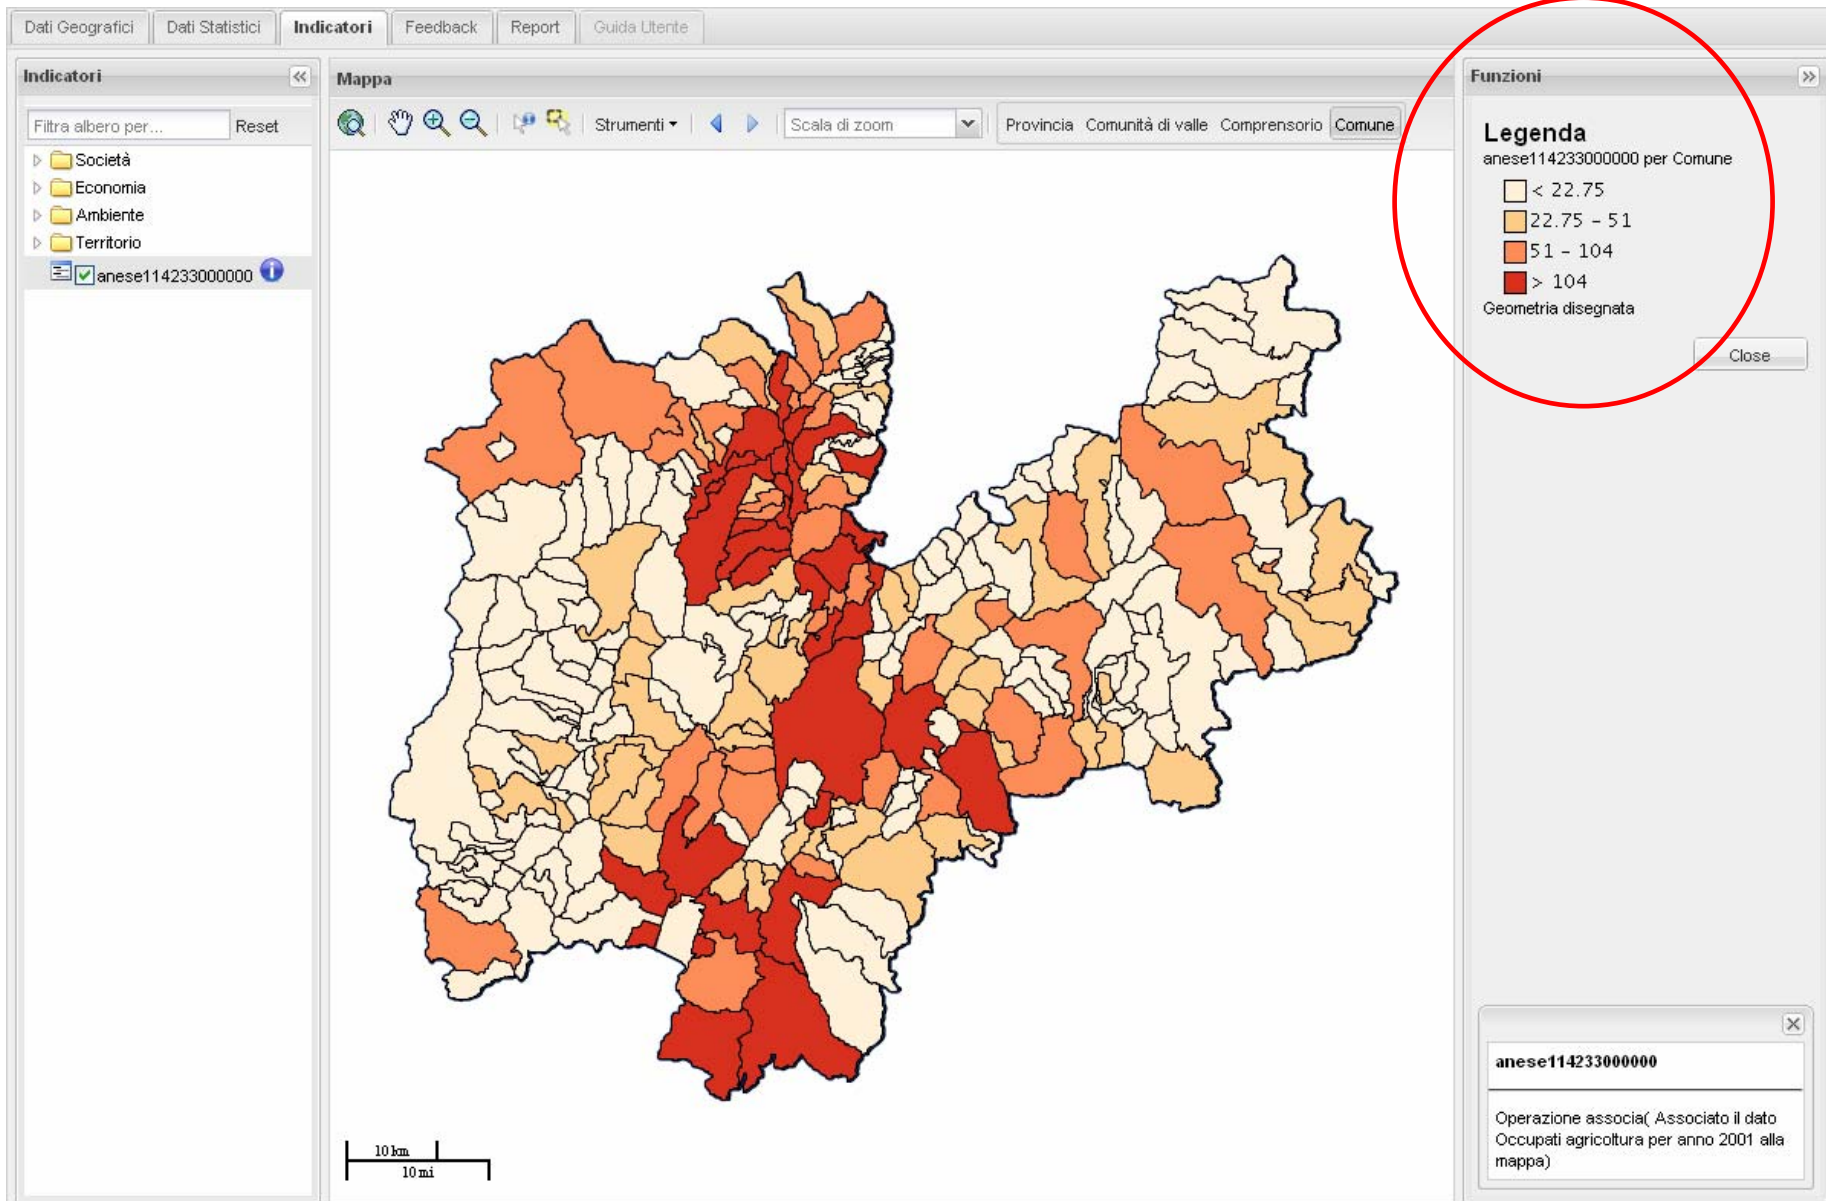 Dati Geografici
Dati Statistici
Indicatori
Feedback
Report
Guida Utente
Indicatori
Filtra albero per...
Reset
Società
Economia
Ambiente
Territorio
anese114233000000
Mappa
Strumenti
Scala di zoom
Provincia
Comunità di valle
Comprensorio
Comune
10 km
10 mi
Funzioni
Legenda
anese114233000000 per Comune
< 22.75
22.75 - 51
51 - 104
> 104
Geometria disegnata
Close
anese114233000000
Operazione associa( Associato il dato
Occupati agricoltura per anno 2001 alla
mappa)